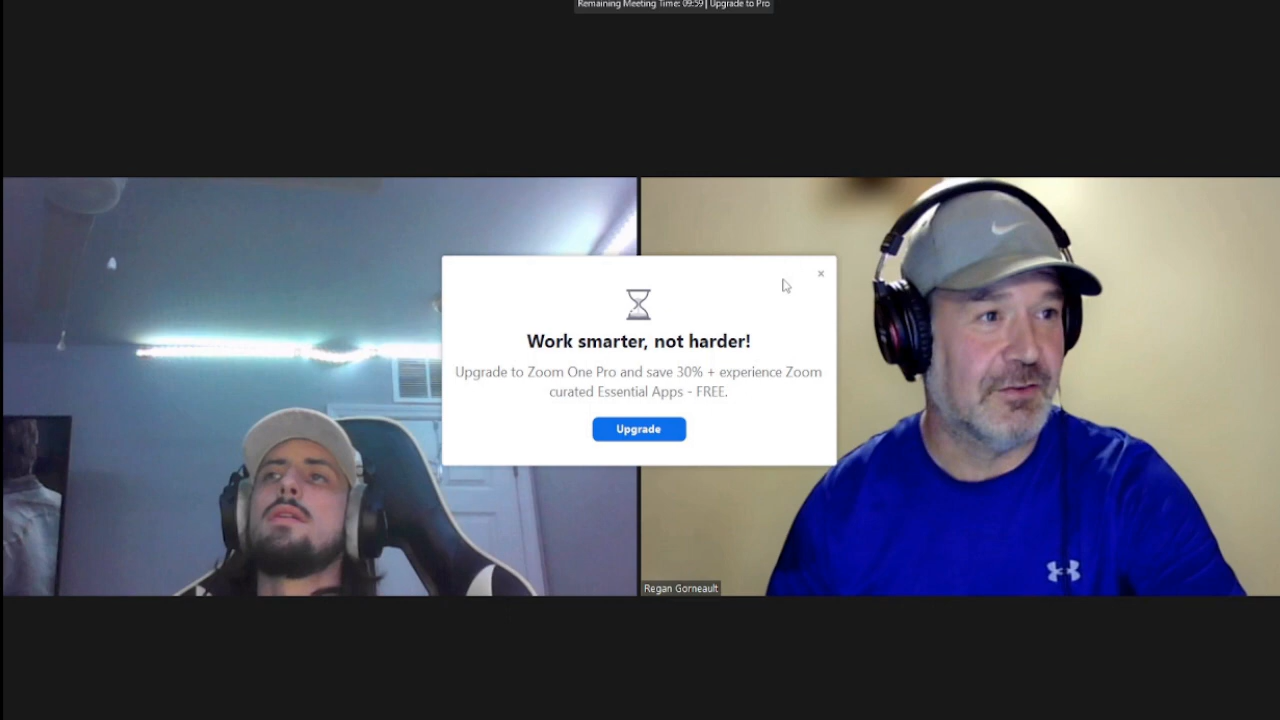 Remaining Meeting Time: 09:59 | Upgrade to Pro
Work smarter, not harder!
Upgrade to Zoom One Pro and save 30% + experience Zoom
curated Essential Apps - FREE.
Upgrade
Regan Gorneault